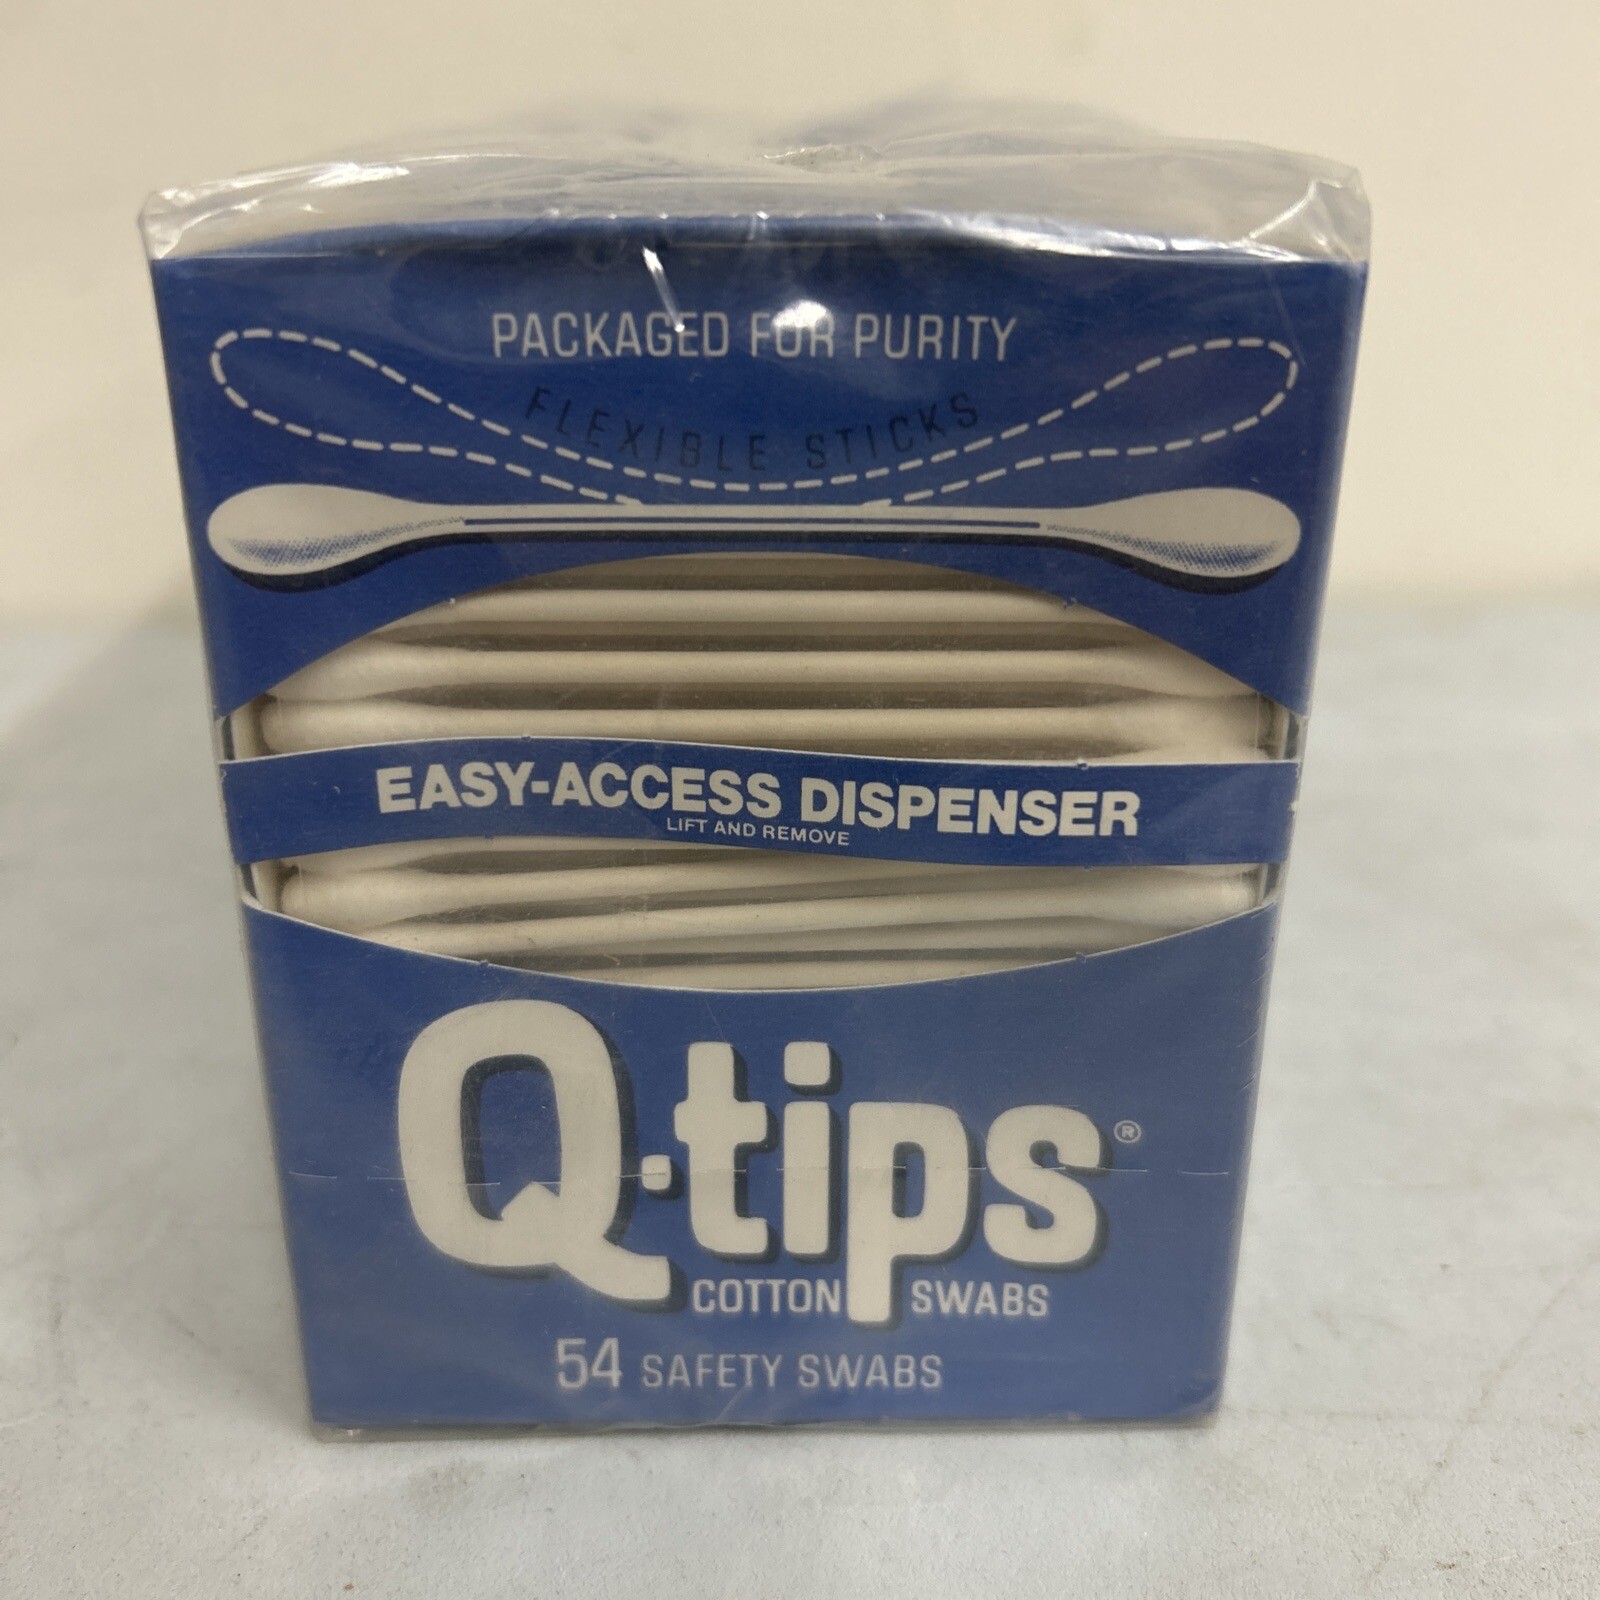 PACKAGED FOR PURITY
FLEXIBLE STICKS
EASY-ACCESS DISPENSER
LIFT AND REMOVE
Q·tips®
COTTON SWABS
54 SAFETY SWABS